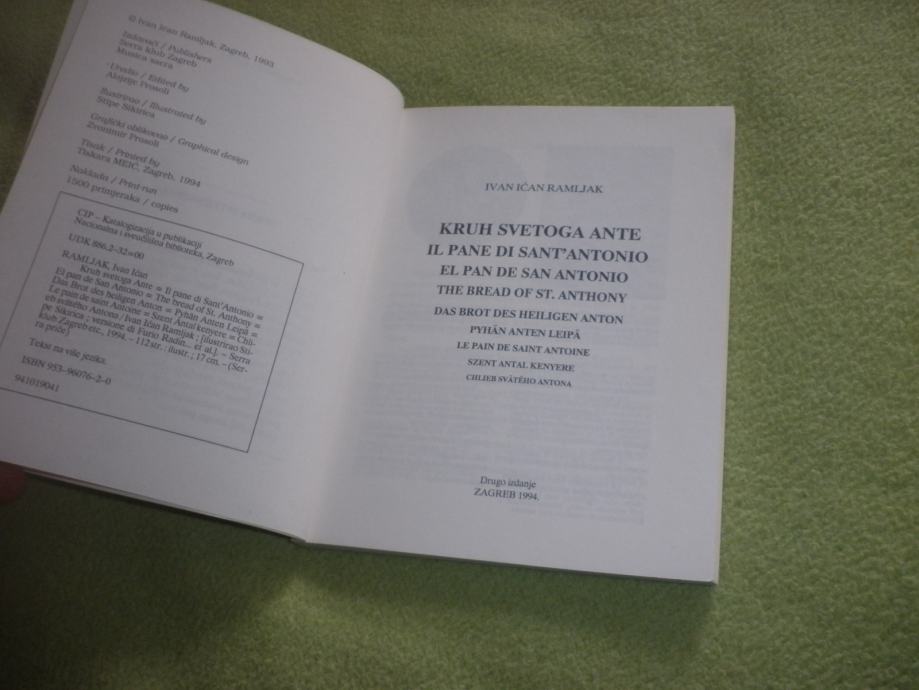 © Ivan Ićan Ramljak, Zagreb, 1993
Izdavači / Publishers
Serra klub Zagreb
Musica sacra
Uredio / Edited by
Alojzije Prosoli
Ilustrirao / Illustrated by
Stipe Sikirica
Grafički oblikovao / Graphical design
Zvonimir Prosoli
Tisak / Printed by
Tiskara MEIĆ, Zagreb, 1994
Naklada / Print-run
1500 primjeraka / copies
CIP – Katalogizacija u publikaciji
Nacionalna i sveučilišna biblioteka, Zagreb
UDK 886.2-32=00
RAMLJAK, Ivan Ićan
Kruh svetoga Ante = Il pane di Sant'Antonio =
El pan de San Antonio = The bread of St. Anthony =
Das Brot des heiligen Anton = Pyhän Anten Leipä =
Le pain de saint Antoine = Szent Antal kenyere = Chli-
eb svätého Antona / Ivan Ićan Ramljak ; [ilustrirao Sti-
pe Sikirica ; versione di Furio Radin... et al.]. – Serra
klub Zagreb etc., 1994. – 112 str. : ilustr. ; 17 cm. – (Ser-
ra priče)
Tekst na više jezika.
ISBN 953-96076-2-0
941019041
IVAN IĆAN RAMLJAK
KRUH SVETOGA ANTE
IL PANE DI SANT'ANTONIO
EL PAN DE SAN ANTONIO
THE BREAD OF ST. ANTHONY
DAS BROT DES HEILIGEN ANTON
PYHÄN ANTEN LEIPÄ
LE PAIN DE SAINT ANTOINE
SZENT ANTAL KENYERE
CHLIEB SVÄTÉHO ANTONA
Drugo izdanje
ZAGREB 1994.